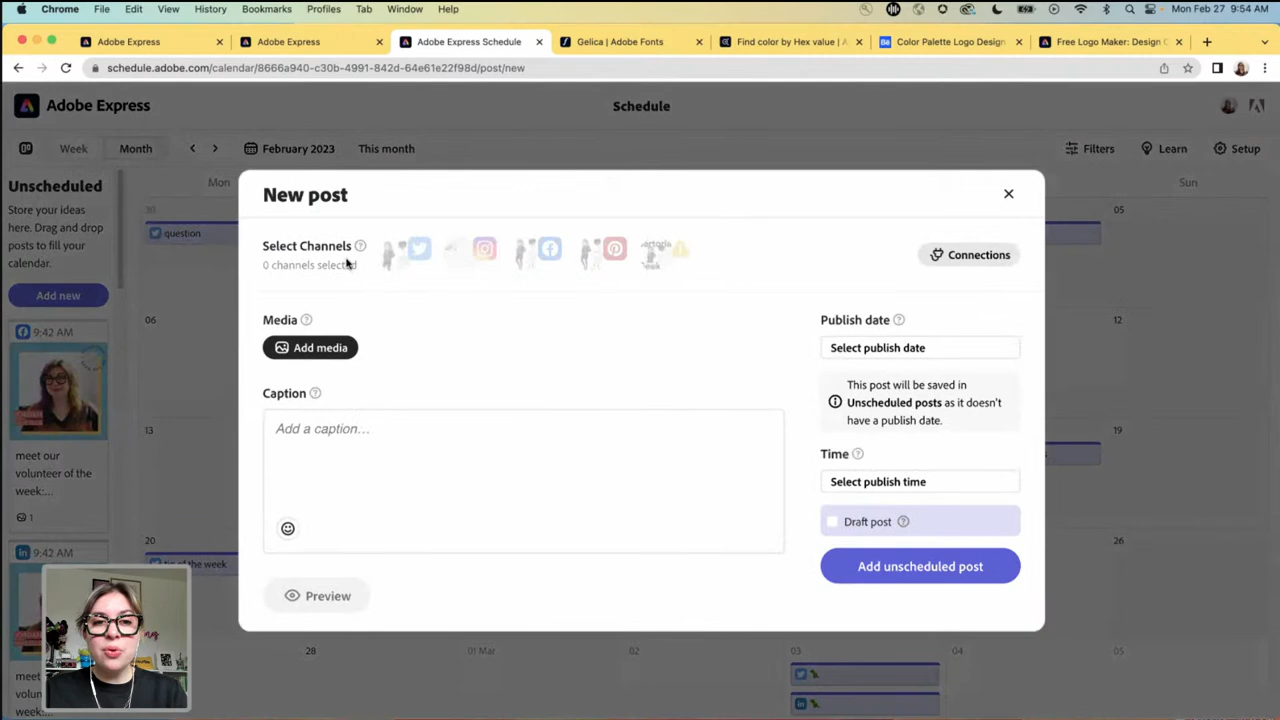 Chrome File Edit View History Bookmarks Profiles Tab Window Help Mon Feb 27 9:54 AM
Adobe Express Adobe Express Adobe Express Schedule Gelica | Adobe Fonts Find color by Hex value | A Color Palette Logo Design Free Logo Maker: Design C
schedule.adobe.com/calendar/8666a940-c30b-4991-842d-64e61e22f98d/post/new
Adobe Express Schedule
Week Month February 2023 This month Filters Learn Setup
Unscheduled
Store your ideas
here. Drag and drop
posts to fill your
calendar.
Add new
9:42 AM
meet our
volunteer of the
week:...
1
9:42 AM
Mon Sun
30 05
question
06 12
13 19
20 26
tip of the week
28 01 Mar 02 03 04 05
New post
Select Channels
0 channels selected
Connections
Media
Add media
Caption
Add a caption...
Preview
Publish date
Select publish date
This post will be saved in
Unscheduled posts as it doesn't
have a publish date.
Time
Select publish time
Draft post
Add unscheduled post